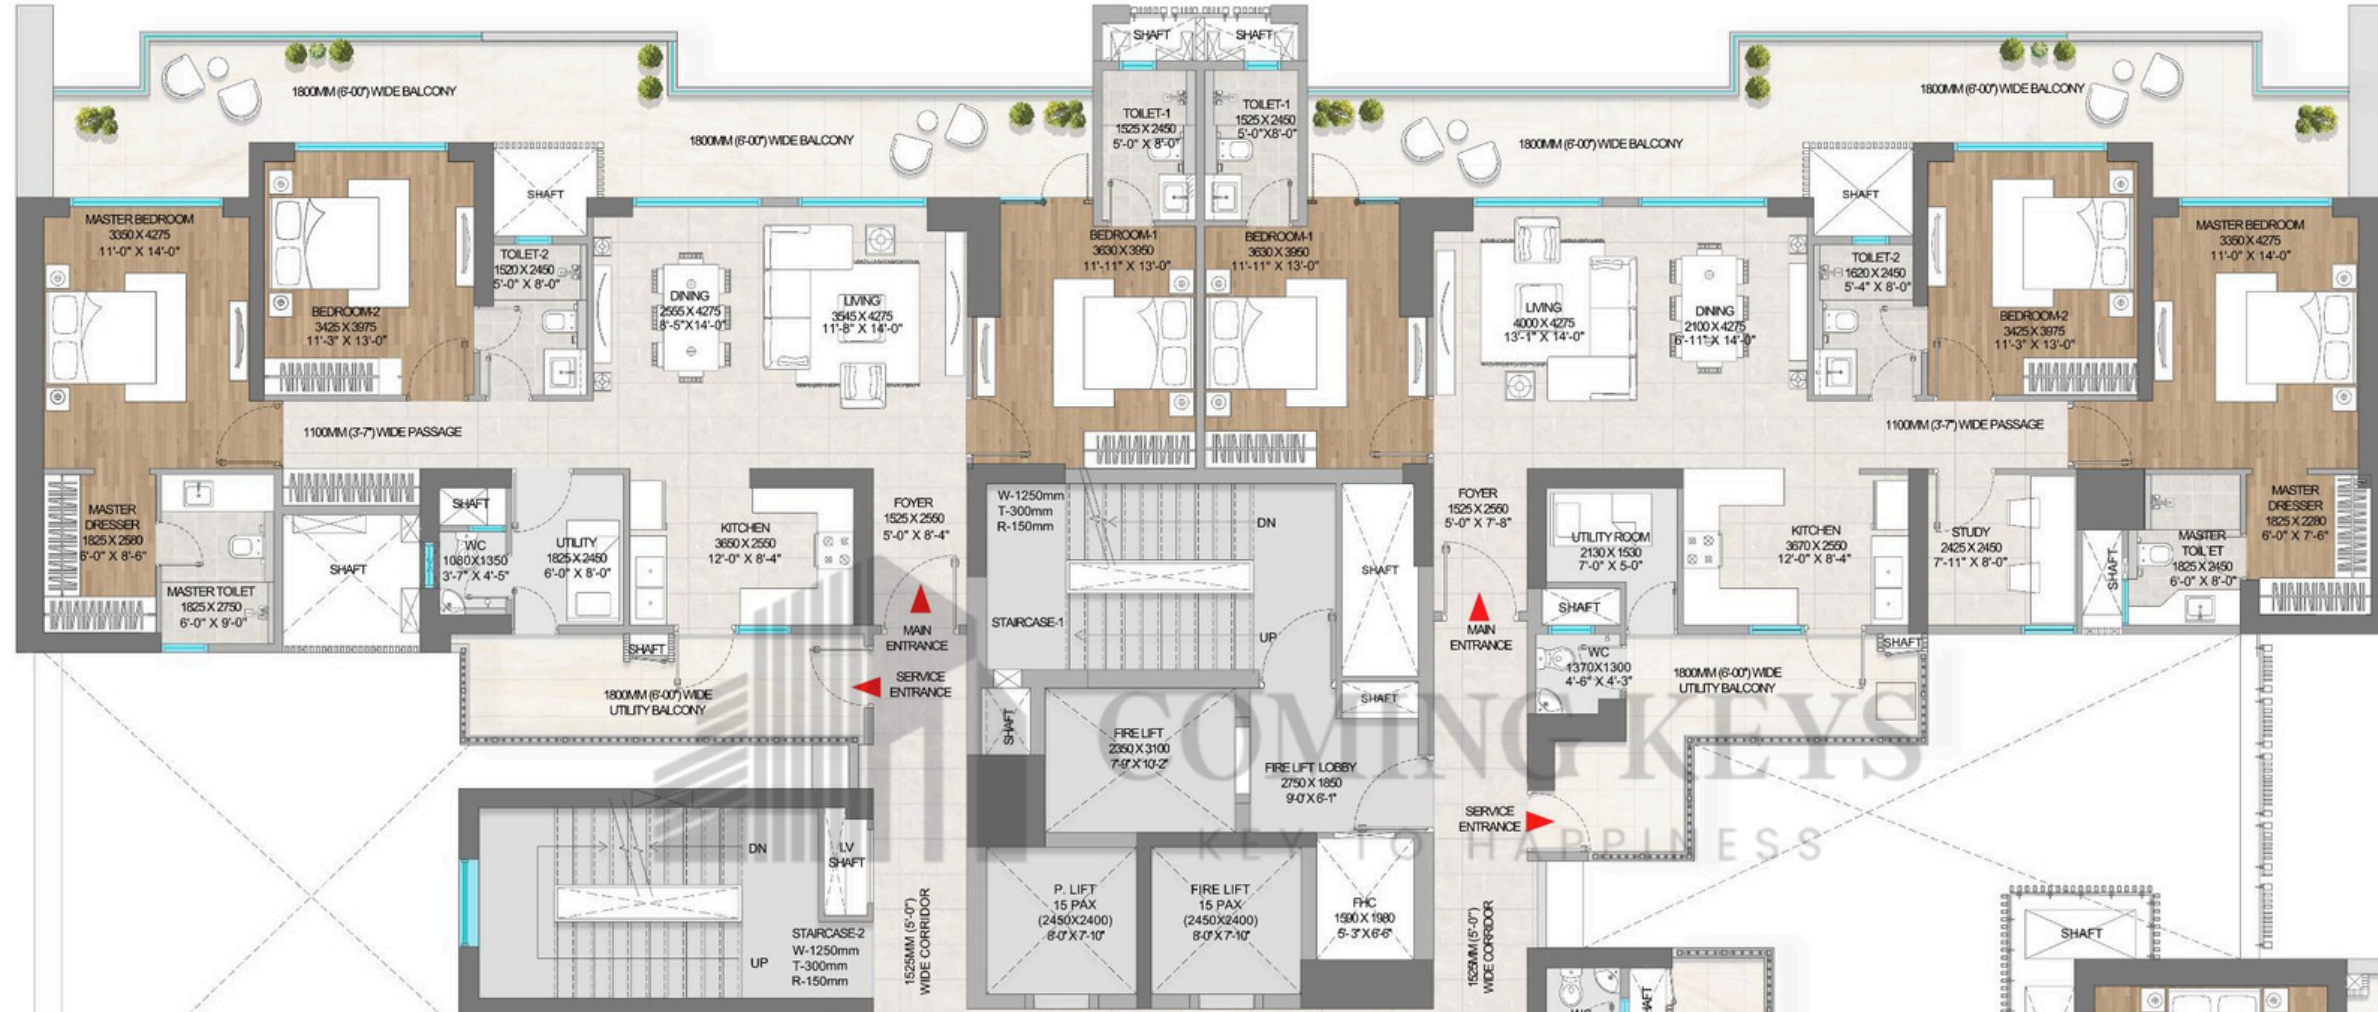 SHAFT
SHAFT
1800MM (6'-00") WIDE BALCONY
1800MM (6'-00") WIDE BALCONY
TOILET-1
1525 X 2450
5'-0" X 8'-0"
TOILET-1
1525 X 2450
5'-0"X8'-0"
1800MM (6'-00") WIDE BALCONY
1800MM (6'-00") WIDE BALCONY
MASTER BEDROOM
3350 X 4275
11'-0" X 14'-0"
BEDROOM-2
3425 X 3975
11'-3" X 13'-0"
SHAFT
TOILET-2
1520 X 2450
5'-0" X 8'-0"
DINING
2555 X 4275
8'-5"X14'-0"
LIVING
3545 X 4275
11'-8" X 14'-0"
BEDROOM-1
3630 X 3950
11'-11" X 13'-0"
BEDROOM-1
3630 X 3950
11'-11" X 13'-0"
LIVING
4000 X 4275
13'-1" X 14'-0"
DINING
2100 X 4275
6'-11" X 14'-0"
SHAFT
TOILET-2
1620 X 2450
5'-4" X 8'-0"
BEDROOM-2
3425 X 3975
11'-3" X 13'-0"
MASTER BEDROOM
3350 X 4275
11'-0" X 14'-0"
1100MM (3'-7") WIDE PASSAGE
1100MM (3'-7") WIDE PASSAGE
MASTER
DRESSER
1825 X 2580
6'-0" X 8'-6"
MASTER TOILET
1825 X 2750
6'-0" X 9'-0"
SHAFT
SHAFT
WC
1080X1350
3'-7" X 4'-5"
UTILITY
1825 X 2450
6'-0" X 8'-0"
KITCHEN
3650 X 2550
12'-0" X 8'-4"
FOYER
1525 X 2550
5'-0" X 8'-4"
MAIN
ENTRANCE
SERVICE
ENTRANCE
SHAFT
1800MM (6'-00") WIDE
UTILITY BALCONY
W-1250mm
T-300mm
R-150mm
DN
STAIRCASE-1
UP
SHAFT
SHAFT
SHAFT
FIRE LIFT
2350 X 3100
7'-9" X 10'-2"
FIRE LIFT LOBBY
2750 X 1850
9'-0' X 6'-1"
FOYER
1525 X 2550
5'-0" X 7'-8"
MAIN
ENTRANCE
SERVICE
ENTRANCE
UTILITY ROOM
2130 X 1530
7'-0" X 5'-0"
SHAFT
WC
1370X1300
4'-6" X 4'-3"
KITCHEN
3670 X 2550
12'-0" X 8'-4"
SHAFT
1800MM (6'-00") WIDE
UTILITY BALCONY
STUDY
2425 X 2450
7'-11" X 8'-0"
SHAFT
MASTER
TOILET
1825 X 2450
6'-0" X 8'-0"
MASTER
DRESSER
1825 X 2280
6'-0" X 7'-6"
COMING KEYS
KEY TO HAPPINESS
DN
LV
SHAFT
UP
STAIRCASE-2
W-1250mm
T-300mm
R-150mm
1525MM (5'-0")
WIDE CORRIDOR
P. LIFT
15 PAX
(2450X2400)
8'-0" X 7'-10"
FIRE LIFT
15 PAX
(2450X2400)
8'-0" X 7'-10"
FHC
1590 X 1980
5'-3" X 6'-6"
1525MM (5'-0")
WIDE CORRIDOR
SHAFT